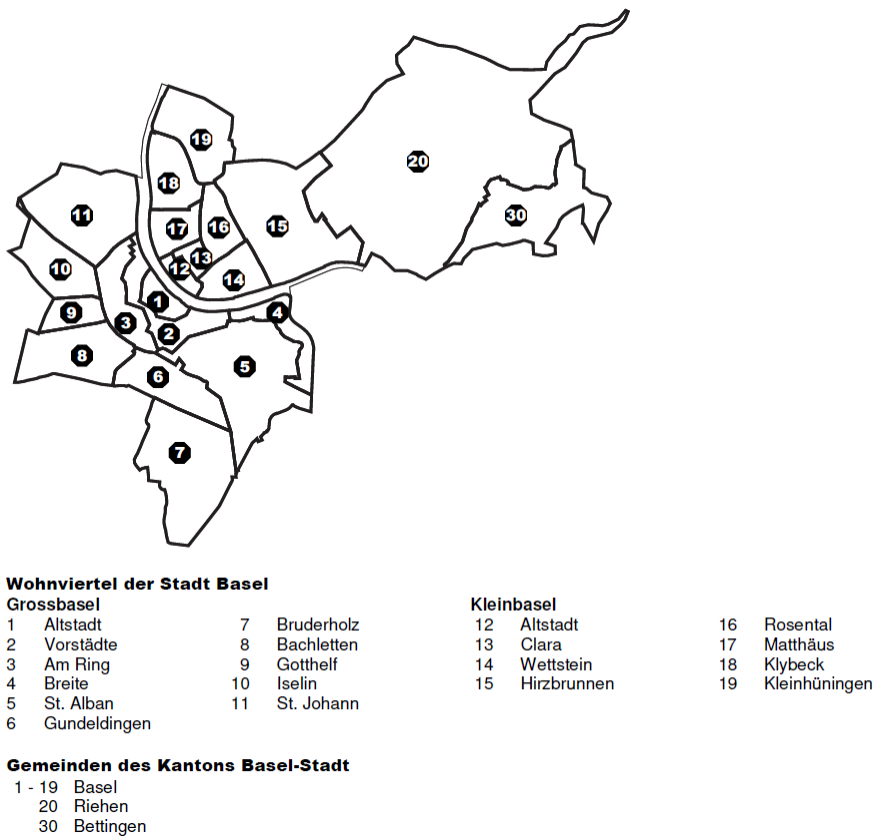 19
20
18
11
30
17
16
15
13
12
10
14
1
9
3
4
2
8
5
6
7
Wohnviertel der Stadt Basel
Grossbasel Kleinbasel
1 Altstadt 7 Bruderholz 12 Altstadt 16 Rosental
2 Vorstädte 8 Bachletten 13 Clara 17 Matthäus
3 Am Ring 9 Gotthelf 14 Wettstein 18 Klybeck
4 Breite 10 Iselin 15 Hirzbrunnen 19 Kleinhüningen
5 St. Alban 11 St. Johann
6 Gundeldingen
Gemeinden des Kantons Basel-Stadt
1 - 19 Basel
20 Riehen
30 Bettingen